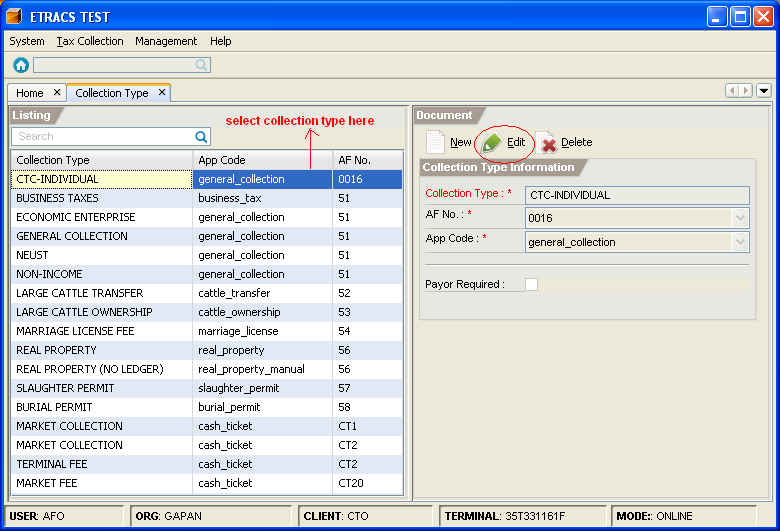 ETRACS TEST
System Tax Collection Management Help
Home Collection Type
Listing
select collection type here
Search
Collection Type App Code AF No.
CTC-INDIVIDUAL general_collection 0016
BUSINESS TAXES business_tax 51
ECONOMIC ENTERPRISE general_collection 51
GENERAL COLLECTION general_collection 51
NEUST general_collection 51
NON-INCOME general_collection 51
LARGE CATTLE TRANSFER cattle_transfer 52
LARGE CATTLE OWNERSHIP cattle_ownership 53
MARRIAGE LICENSE FEE marriage_license 54
REAL PROPERTY real_property 56
REAL PROPERTY (NO LEDGER) real_property_manual 56
SLAUGHTER PERMIT slaughter_permit 57
BURIAL PERMIT burial_permit 58
MARKET COLLECTION cash_ticket CT1
MARKET COLLECTION cash_ticket CT2
TERMINAL FEE cash_ticket CT2
MARKET FEE cash_ticket CT20
Document
New Edit Delete
Collection Type Information
Collection Type : * CTC-INDIVIDUAL
AF No. : * 0016
App Code : * general_collection
Payor Required :
USER: AFO ORG: GAPAN CLIENT: CTO TERMINAL: 35T331161F MODE:: ONLINE